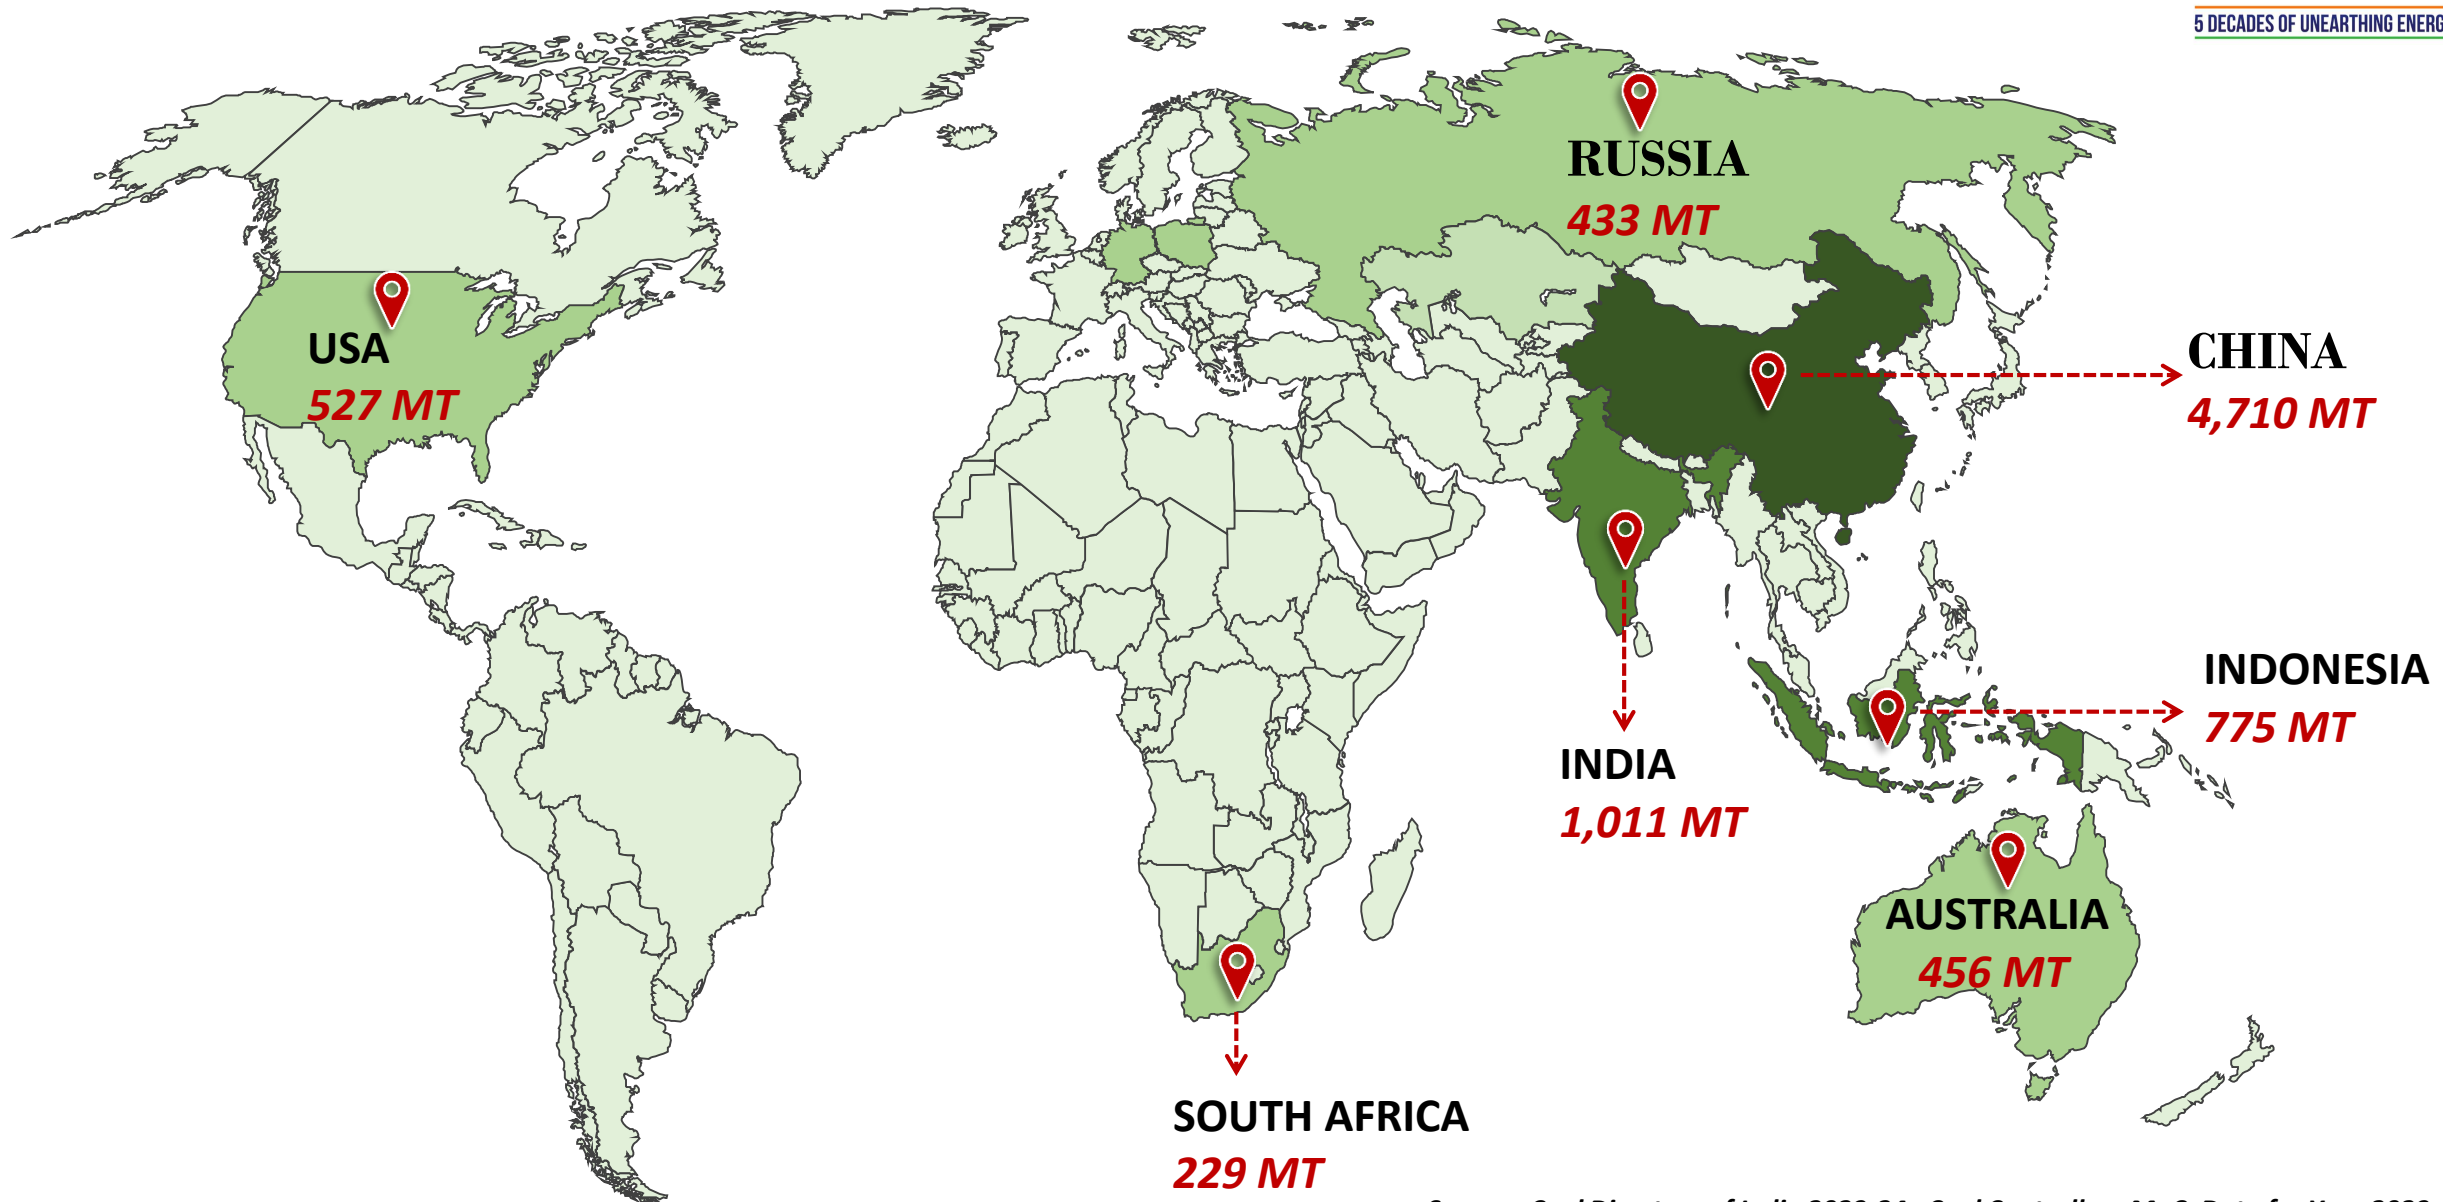 5 DECADES OF UNEARTHING ENERG
RUSSIA
433 MT
USA
527 MT
CHINA
4,710 MT
INDONESIA
775 MT
INDIA
1,011 MT
AUSTRALIA
456 MT
SOUTH AFRICA
229 MT